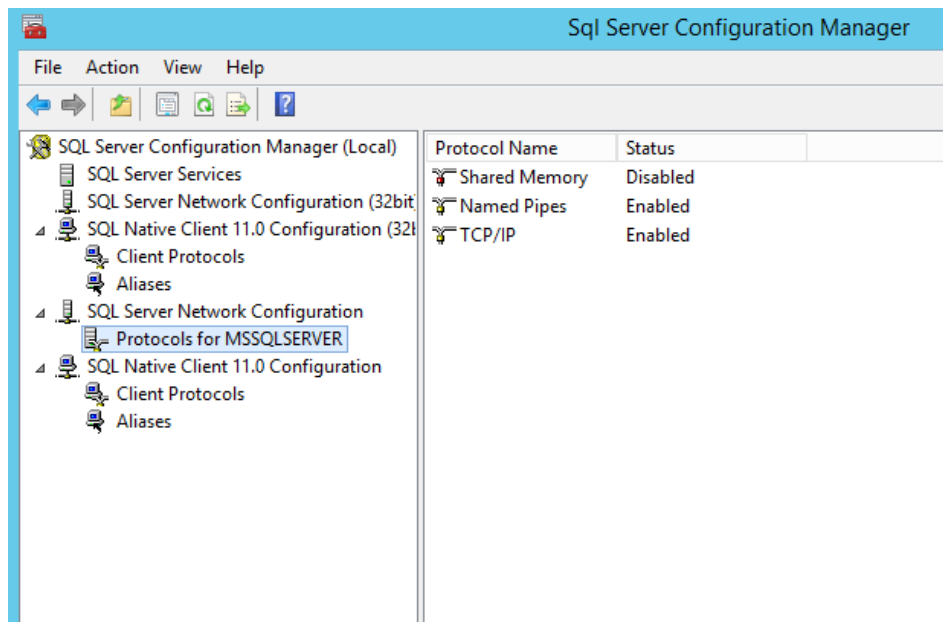 Sql Server Configuration Manager
File Action View Help
SQL Server Configuration Manager (Local)
SQL Server Services
SQL Server Network Configuration (32bit
SQL Native Client 11.0 Configuration (32b
Client Protocols
Aliases
SQL Server Network Configuration
Protocols for MSSQLSERVER
SQL Native Client 11.0 Configuration
Client Protocols
Aliases
Protocol Name Status
Shared Memory Disabled
Named Pipes Enabled
TCP/IP Enabled